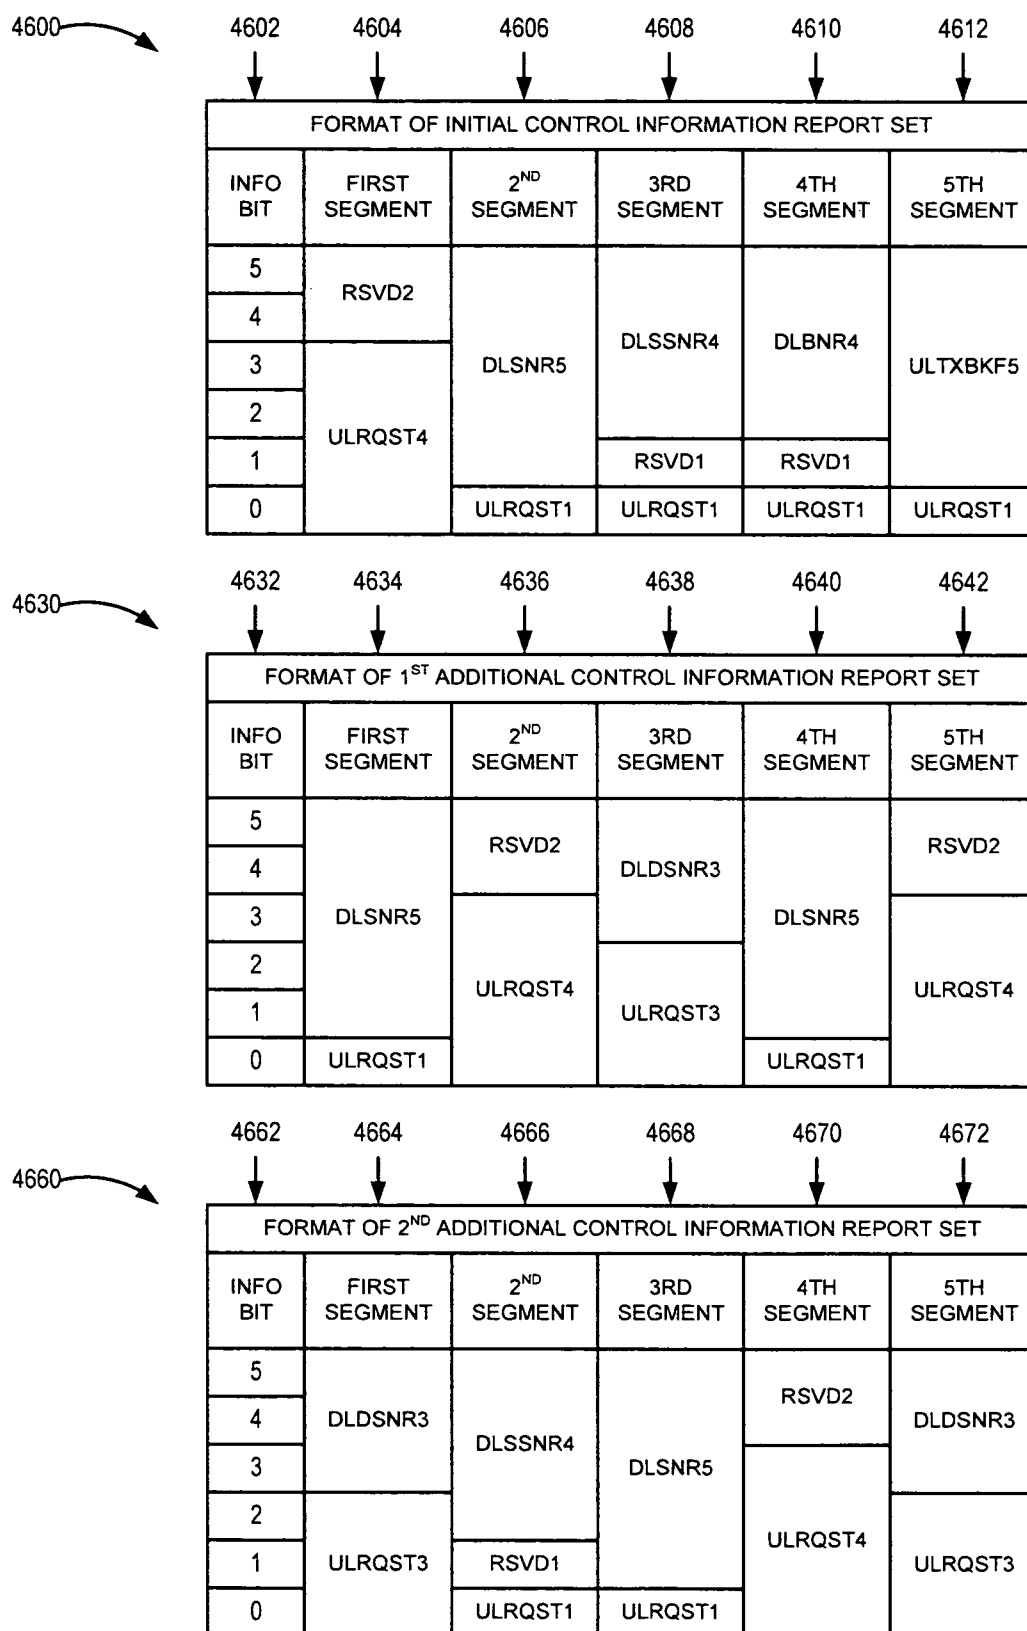 4600 4602 4604 4606 4608 4610 4612
FORMAT OF INITIAL CONTROL INFORMATION REPORT SET
INFO BIT FIRST SEGMENT 2ND SEGMENT 3RD SEGMENT 4TH SEGMENT 5TH SEGMENT
5
RSVD2
4
3 DLSNR5 DLSSNR4 DLBNR4 ULTXBKF5
2
ULRQST4
1 RSVD1 RSVD1
0 ULRQST1 ULRQST1 ULRQST1 ULRQST1
4630 4632 4634 4636 4638 4640 4642
FORMAT OF 1ST ADDITIONAL CONTROL INFORMATION REPORT SET
INFO BIT FIRST SEGMENT 2ND SEGMENT 3RD SEGMENT 4TH SEGMENT 5TH SEGMENT
5
RSVD2 RSVD2
4 DLDSNR3
3 DLSNR5 DLSNR5
2
ULRQST4 ULRQST4
1 ULRQST3
0 ULRQST1 ULRQST1
4660 4662 4664 4666 4668 4670 4672
FORMAT OF 2ND ADDITIONAL CONTROL INFORMATION REPORT SET
INFO BIT FIRST SEGMENT 2ND SEGMENT 3RD SEGMENT 4TH SEGMENT 5TH SEGMENT
5
RSVD2
4 DLDSNR3 DLDSNR3
DLSSNR4
3 DLSNR5
2
ULRQST4
1 ULRQST3 RSVD1 ULRQST3
0 ULRQST1 ULRQST1